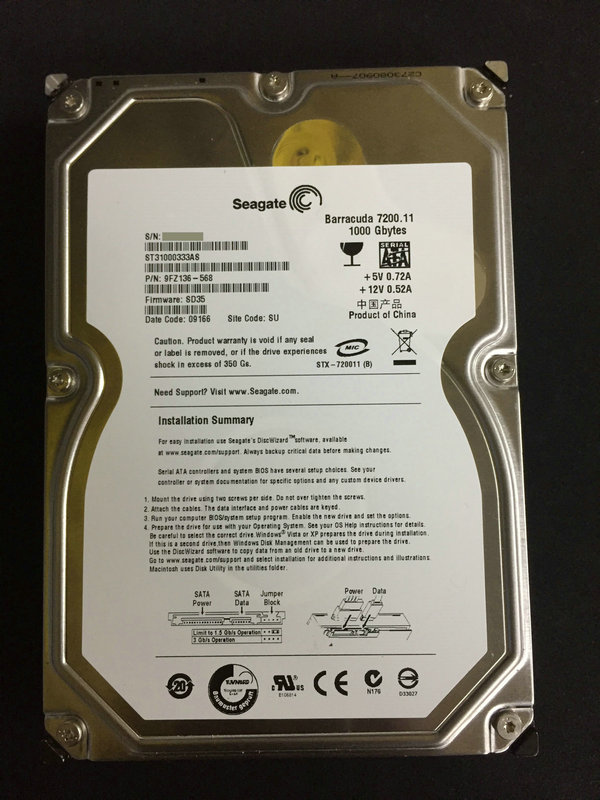 C273080507-A
Seagate
Barracuda 7200.11
1000 Gbytes
S/N:
ST31000333AS
P/N: 9FZ136-568
Firmware: SD35
Date Code: 09166 Site Code: SU
SERIAL
ATA
+5V 0.72A
+12V 0.52A
中国产品
Product of China
Caution. Product warranty is void if any seal
or label is removed, or if the drive experiences
shock in excess of 350 Gs.
MIC
STX-720011 (B)
Need Support? Visit www.Seagate.com.
Installation Summary
For easy installation use Seagate's DiscWizard™ software, available
at www.seagate.com/support. Always backup critical data before making changes.
Serial ATA controllers and system BIOS have several setup choices. See your
controller or system documentation for specific options and any custom device drivers.
1. Mount the drive using two screws per side. Do not over tighten the screws.
2. Attach the cables. The data interface and power cables are keyed.
3. Run your computer BIOS/system setup program. Enable the new drive and set the options.
4. Prepare the drive for use with your Operating System. See your OS Help instructions for details.
Be careful to select the correct drive. Windows® Vista or XP prepares the drive during installation.
If this is a second drive, then Windows Disk Management can be used to prepare the drive.
Use the DiscWizard software to copy data from an old drive to a new drive.
Go to www.seagate.com/support and select installation for additional instructions and illustrations.
Macintosh uses Disk Utility in the utilities folder.
SATA Power
SATA Data
Jumper Block
Limit to 1.5 Gb/s Operation
3 Gb/s Operation
Power Data
20
Bauart geprüft
c RU US
E106814
CE
N176
D33027